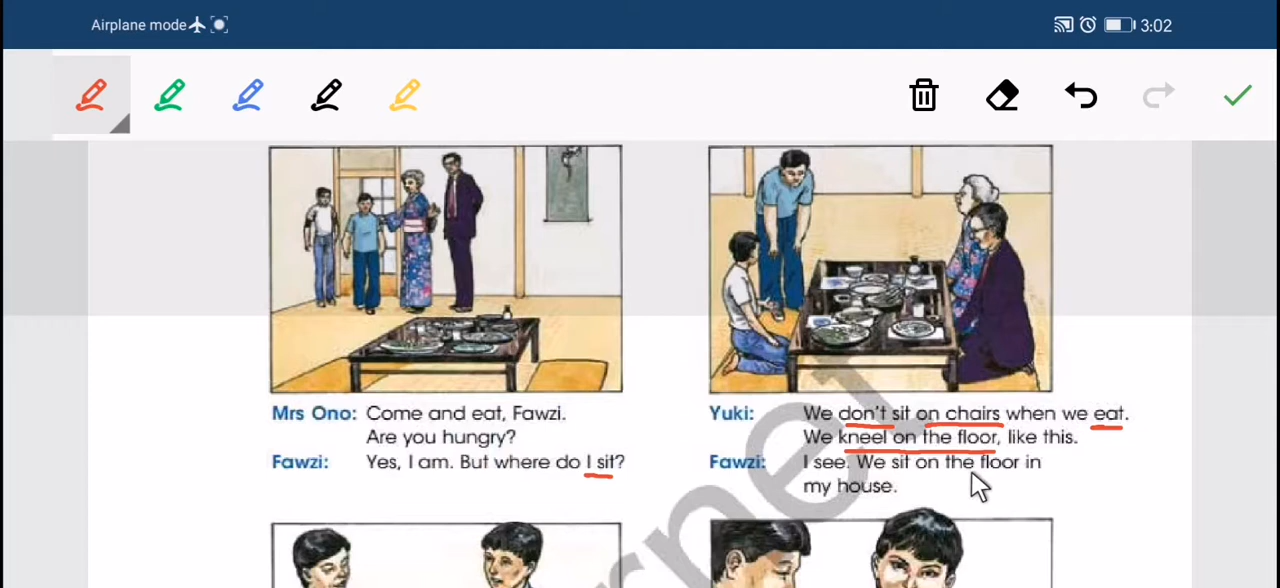 Airplane mode
3:02
Mrs Ono: Come and eat, Fawzi.
Are you hungry?
Fawzi: Yes, I am. But where do I sit?
Yuki: We don't sit on chairs when we eat.
We kneel on the floor, like this.
Fawzi: I see. We sit on the floor in
my house.